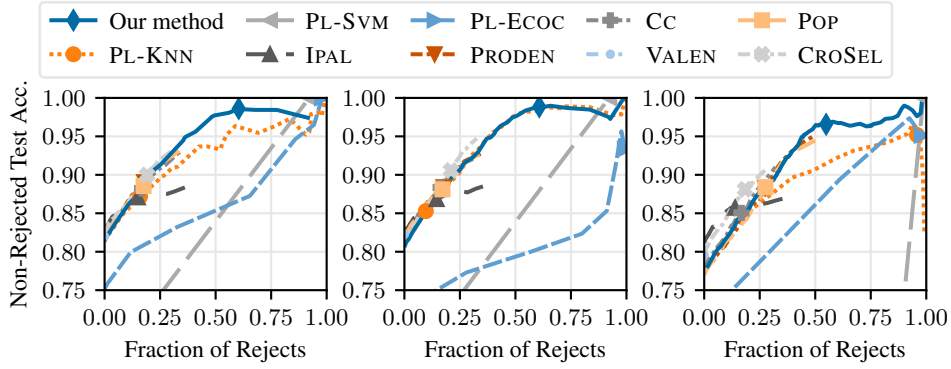 Our method PL-SVM PL-ECOC CC POP
PL-KNN IPAL PRODEN VALEN CROSEL
Non-Rejected Test Acc.
1.00 1.00 1.00
0.95 0.95 0.95
0.90 0.90 0.90
0.85 0.85 0.85
0.80 0.80 0.80
0.75 0.75 0.75
0.00 0.25 0.50 0.75 1.00 0.00 0.25 0.50 0.75 1.00 0.00 0.25 0.50 0.75 1.00
Fraction of Rejects Fraction of Rejects Fraction of Rejects